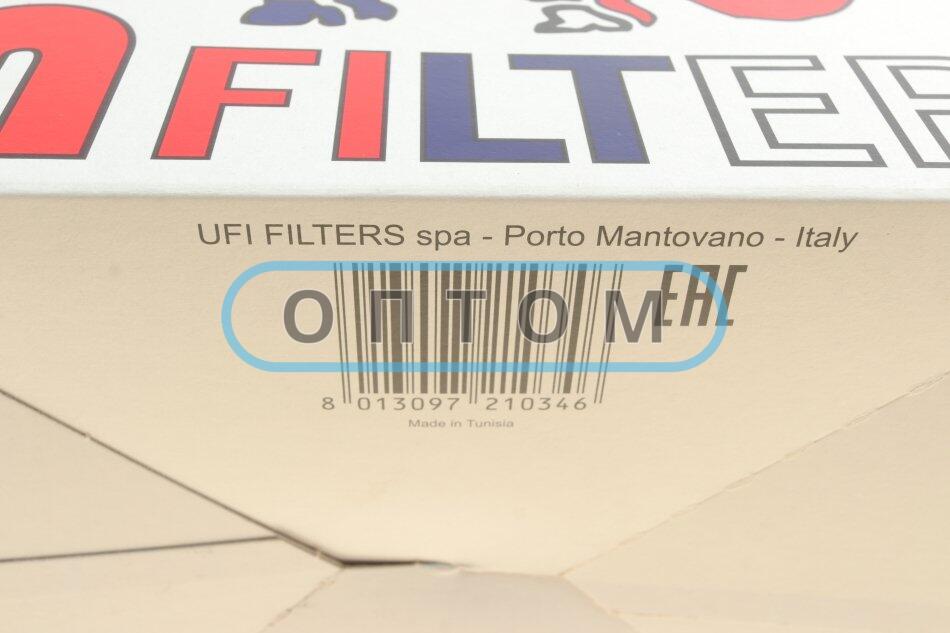 FILTER
UFI FILTERS spa - Porto Mantovano - Italy
ОПТОМ
EAC
8 013097 210346
Made in Tunisia